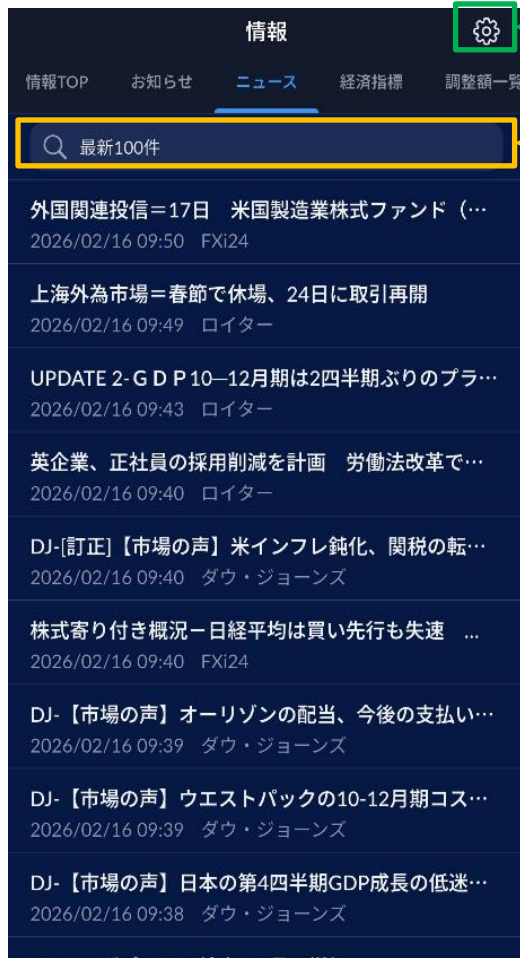 情報
情報TOP お知らせ ニュース 経済指標 調整額一覧
最新100件
外国関連投信＝17日　米国製造業株式ファンド（…
2026/02/16 09:50 FXi24
上海外為市場＝春節で休場、24日に取引再開
2026/02/16 09:49 ロイター
UPDATE 2-ＧＤＰ10―12月期は2四半期ぶりのプラ…
2026/02/16 09:43 ロイター
英企業、正社員の採用削減を計画　労働法改革で…
2026/02/16 09:40 ロイター
DJ-[訂正]【市場の声】米インフレ鈍化、関税の転…
2026/02/16 09:40 ダウ・ジョーンズ
株式寄り付き概況－日経平均は買い先行も失速　...
2026/02/16 09:40 FXi24
DJ-【市場の声】オーリゾンの配当、今後の支払い…
2026/02/16 09:39 ダウ・ジョーンズ
DJ-【市場の声】ウエストパックの10-12月期コス…
2026/02/16 09:39 ダウ・ジョーンズ
DJ-【市場の声】日本の第4四半期GDP成長の低迷…
2026/02/16 09:38 ダウ・ジョーンズ